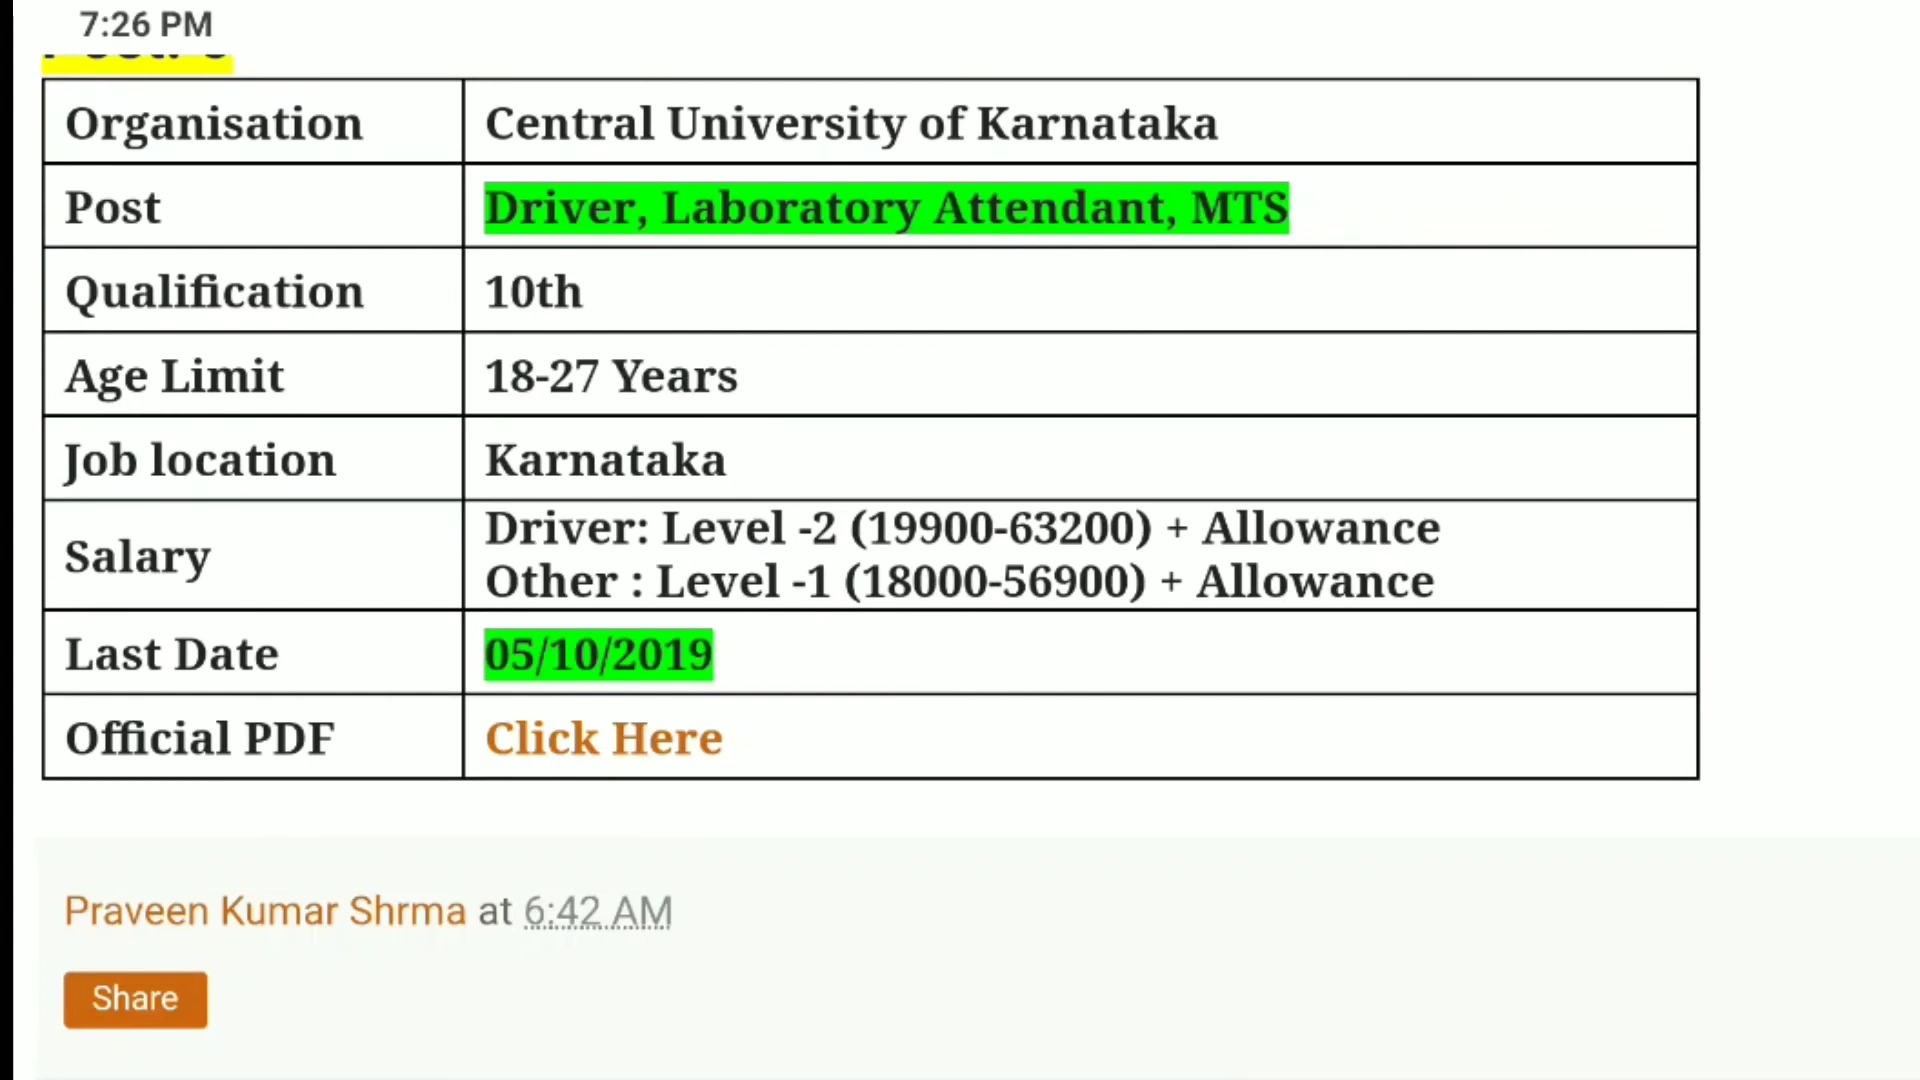 7:26 PM
Organisation Central University of Karnataka
Post Driver, Laboratory Attendant, MTS
Qualification 10th
Age Limit 18-27 Years
Job location Karnataka
Salary Driver: Level -2 (19900-63200) + Allowance
Other : Level -1 (18000-56900) + Allowance
Last Date 05/10/2019
Official PDF Click Here
Praveen Kumar Shrma at 6:42 AM
Share